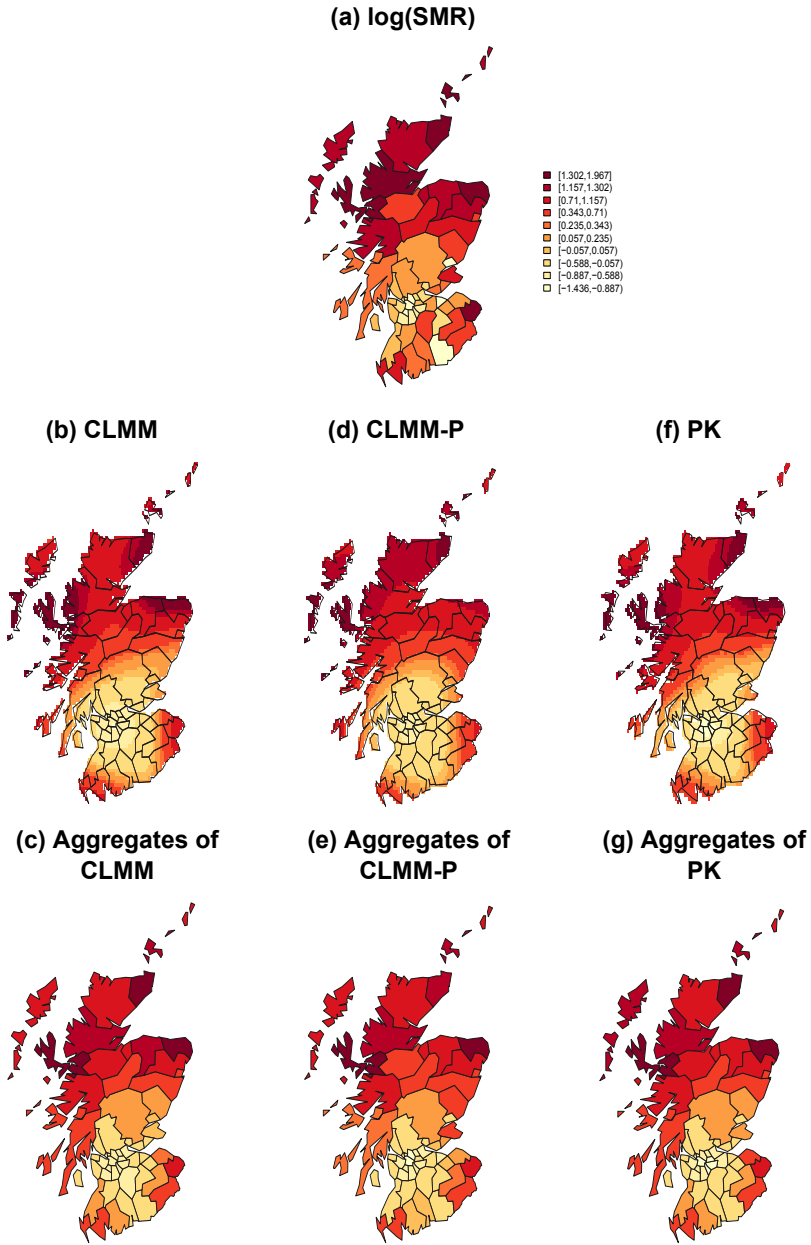 (a) log(SMR)
[1.302,1.967]
[1.157,1.302)
[0.71,1.157)
[0.343,0.71)
[0.235,0.343)
[0.057,0.235)
[−0.057,0.057)
[−0.588,−0.057)
[−0.887,−0.588)
[−1.436,−0.887)
(b) CLMM
(d) CLMM-P
(f) PK
(c) Aggregates of
CLMM
(e) Aggregates of
CLMM-P
(g) Aggregates of
PK